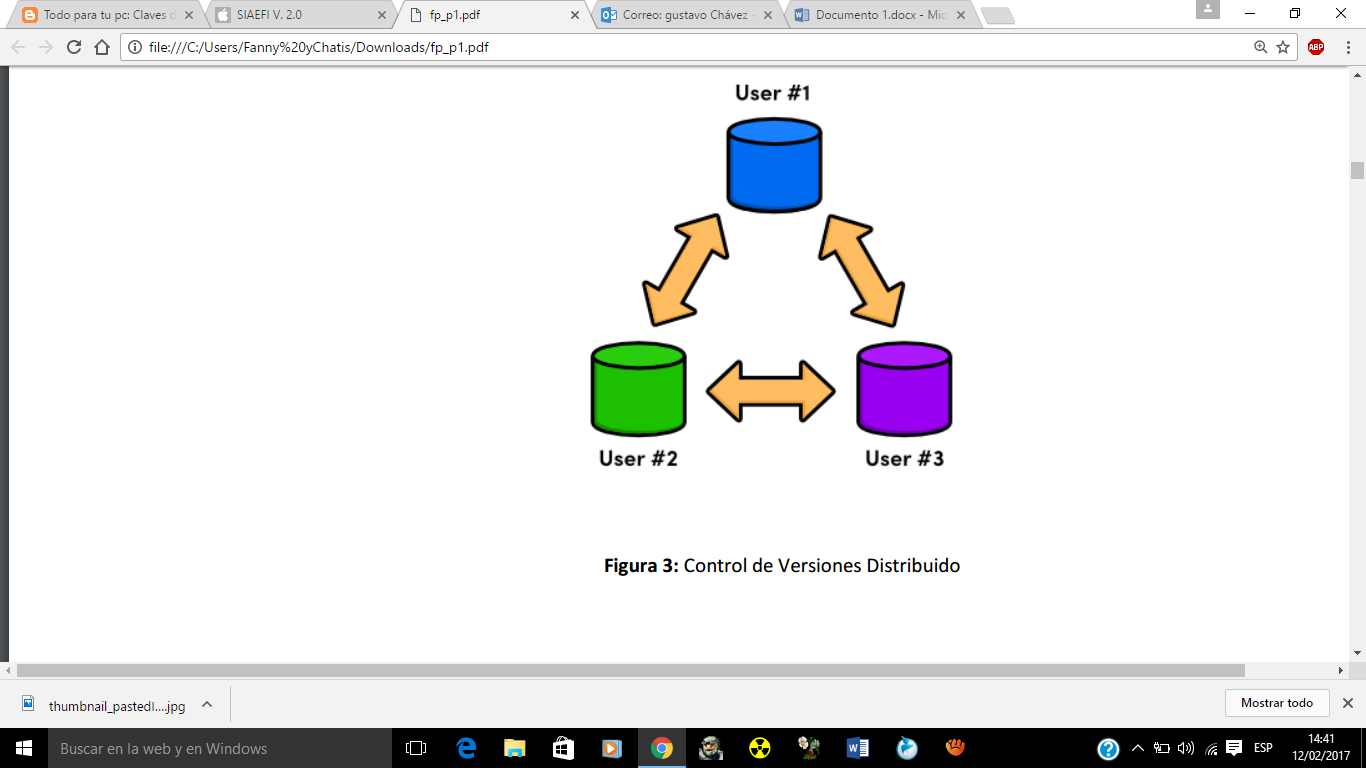 Todo para tu pc: Claves d
SIAEFI V. 2.0
fp_p1.pdf
Correo: gustavo Chávez -
Documento 1.docx - Mic
file:///C:/Users/Fanny%20yChatis/Downloads/fp_p1.pdf
ABP
User #1
User #2
User #3
Figura 3: Control de Versiones Distribuido
thumbnail_pasted....jpg
Mostrar todo
Buscar en la web y en Windows
ESP
14:41
12/02/2017